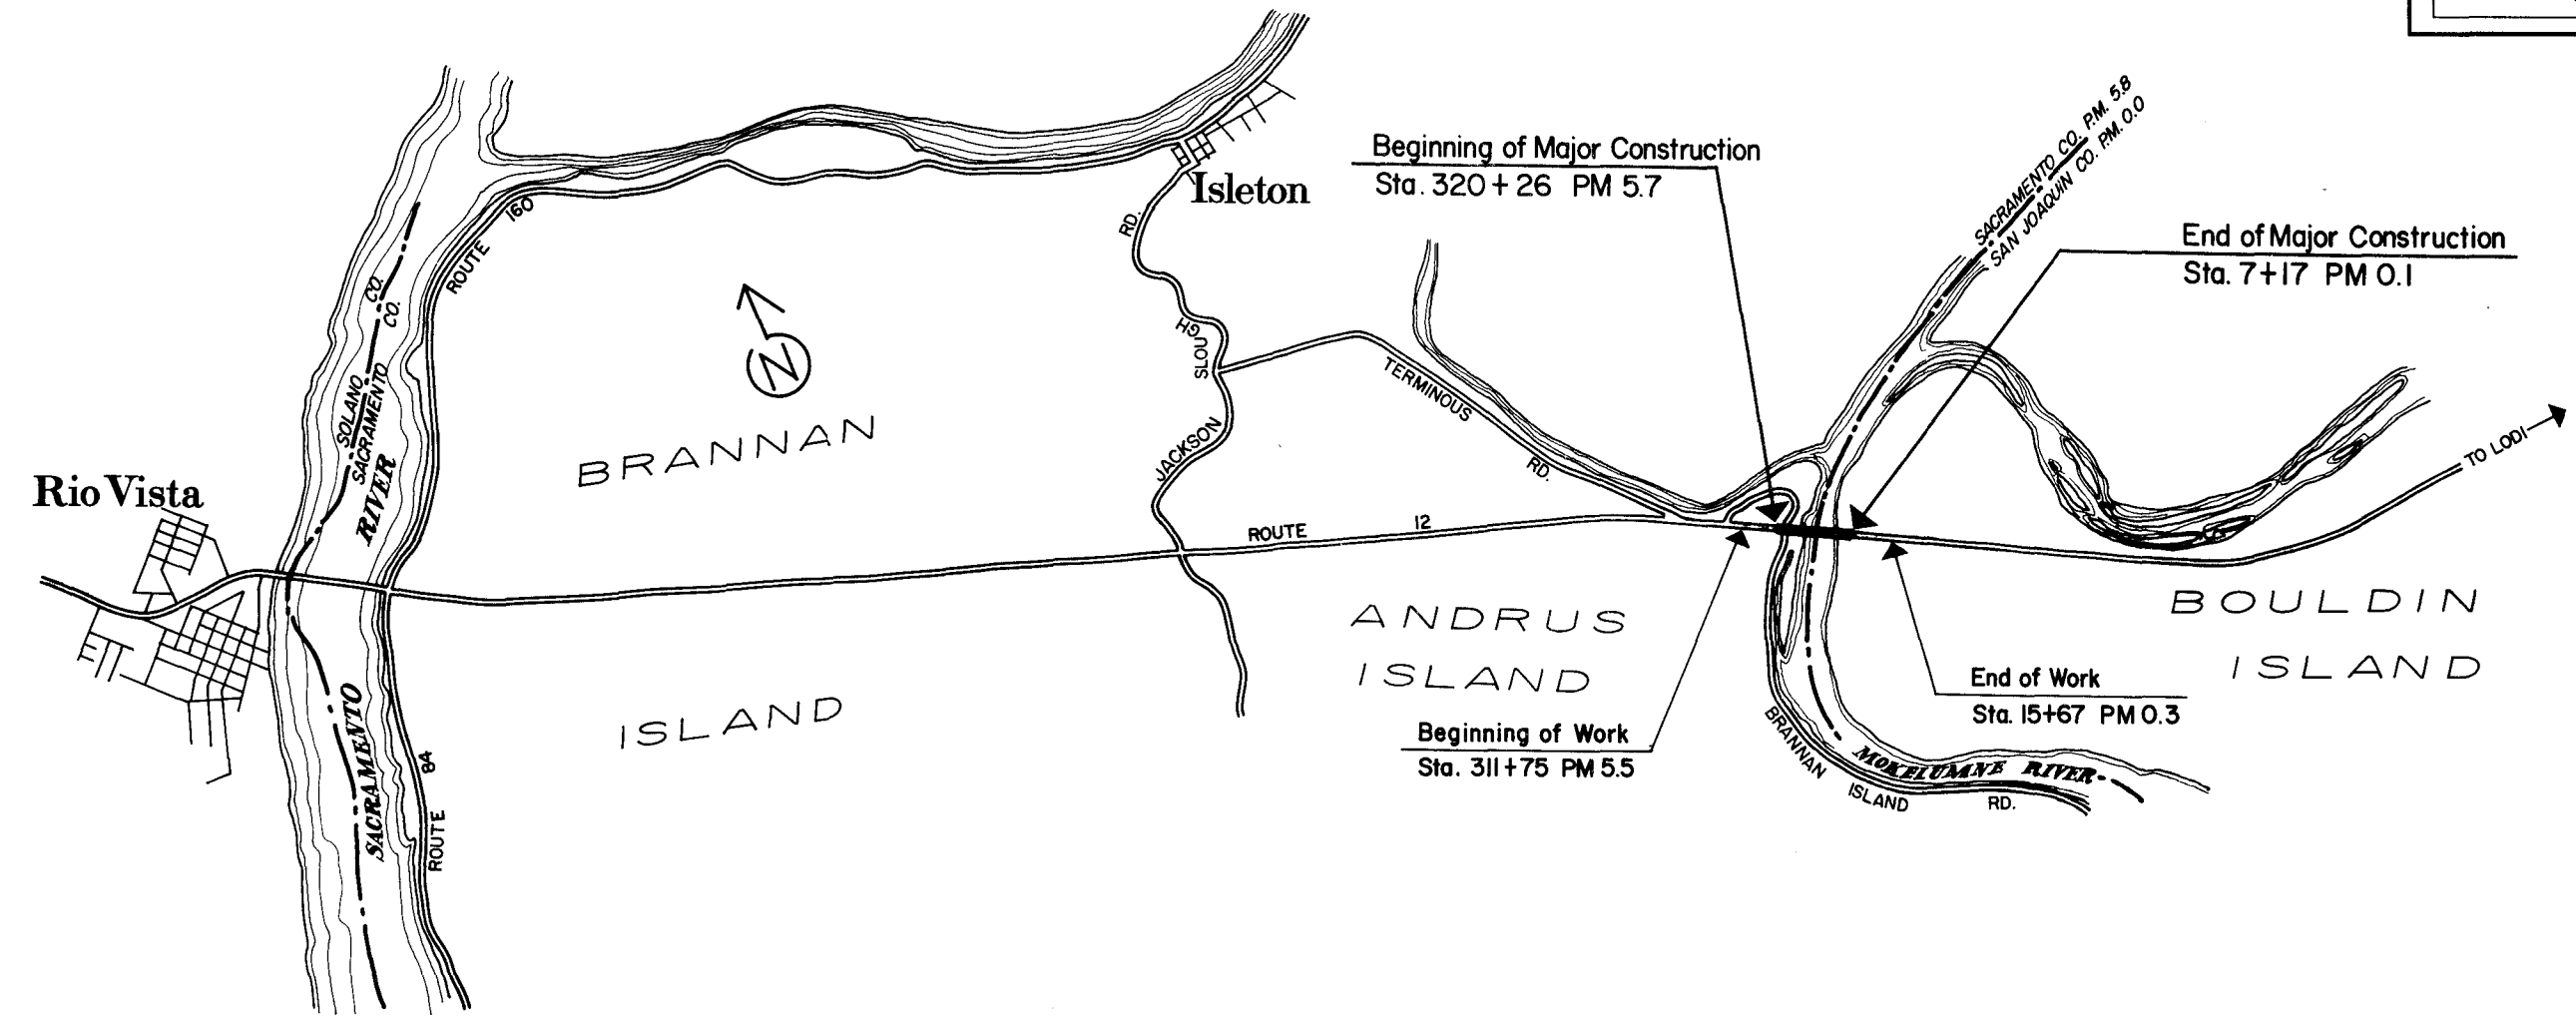 SACRAMENTO CO. P.M. 5.8
SAN JOAQUIN CO. P.M. 0.0
Beginning of Major Construction
Sta. 320+26 PM 5.7
Isleton
End of Major Construction
Sta. 7+17 PM 0.1
ROUTE 160
JACKSON SLOUGH RD.
SOLANO CO.
SACRAMENTO CO.
N
TERMINOUS RD.
BRANNAN
ISLAND
TO LODI
Rio Vista
SACRAMENTO RIVER
ROUTE 12
ANDRUS
ISLAND
BOULDIN
ISLAND
End of Work
Sta. 15+67 PM 0.3
Beginning of Work
Sta. 311+75 PM 5.5
ROUTE 84
BRANNAN ISLAND RD.
MOKELUMNE RIVER